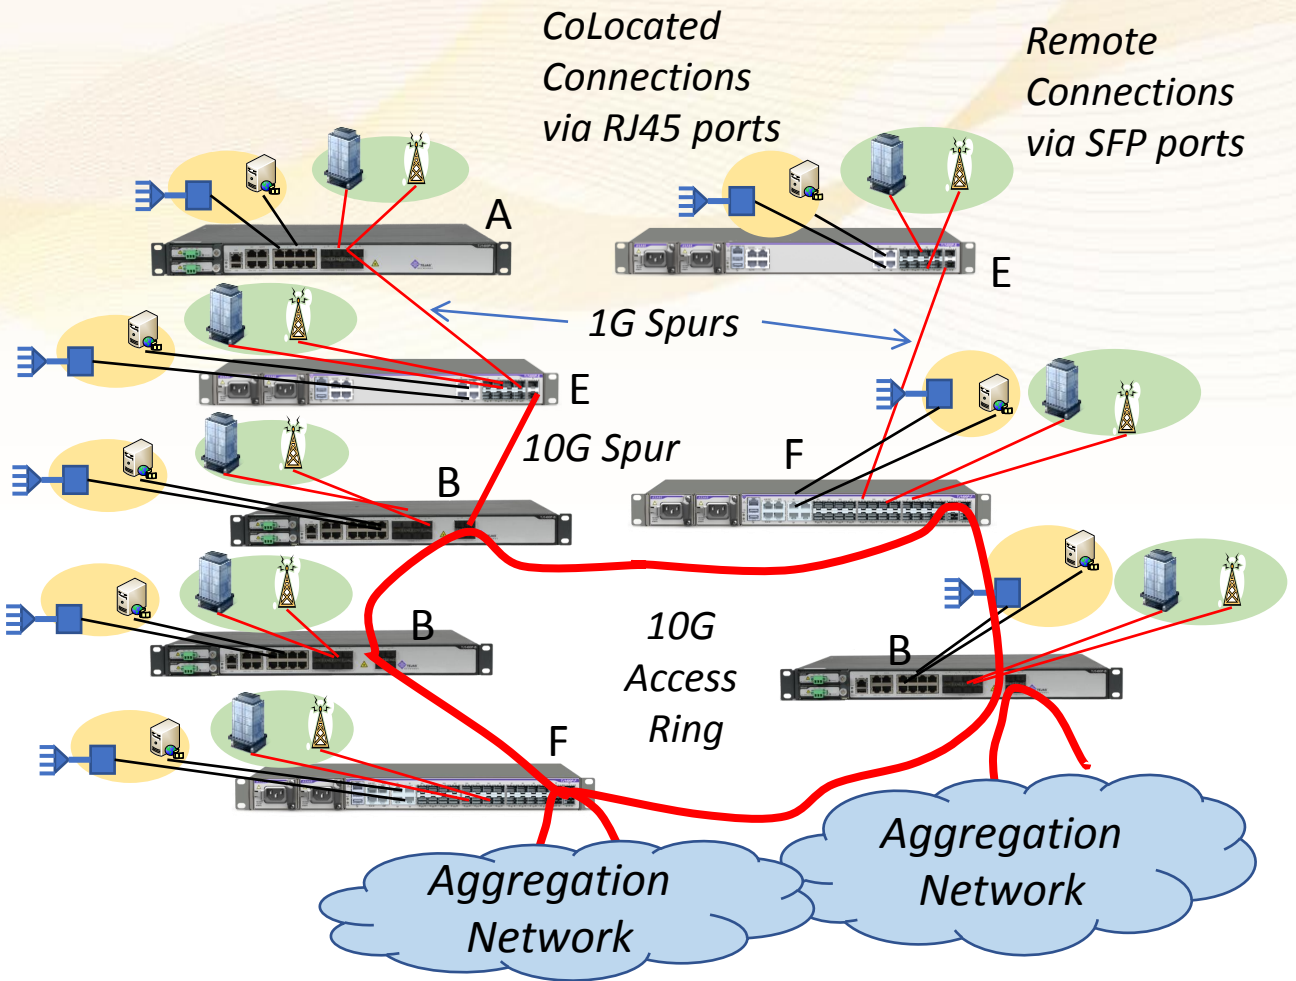 CoLocated
Connections
via RJ45 ports
Remote
Connections
via SFP ports
A
E
1G Spurs
E
10G Spur
F
B
B
10G
Access
Ring
B
F
Aggregation
Network
Aggregation
Network